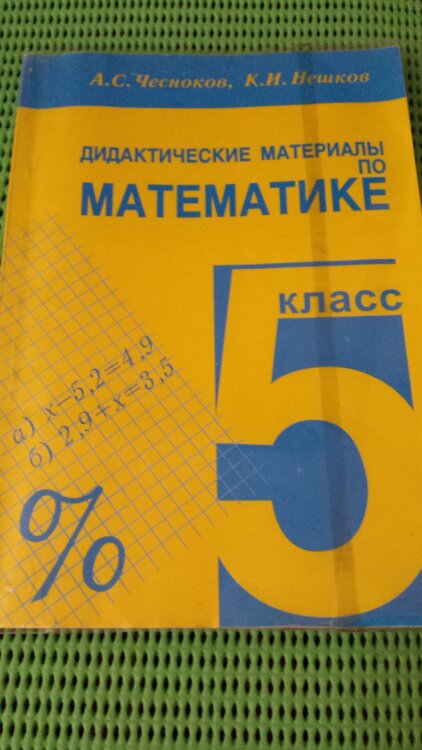 А.С. Чесноков, К.И. Нешков
ДИДАКТИЧЕСКИЕ МАТЕРИАЛЫ
ПО
МАТЕМАТИКЕ
5
класс
а) x–5,2=4,9
б) 2,9+x=3,5
%